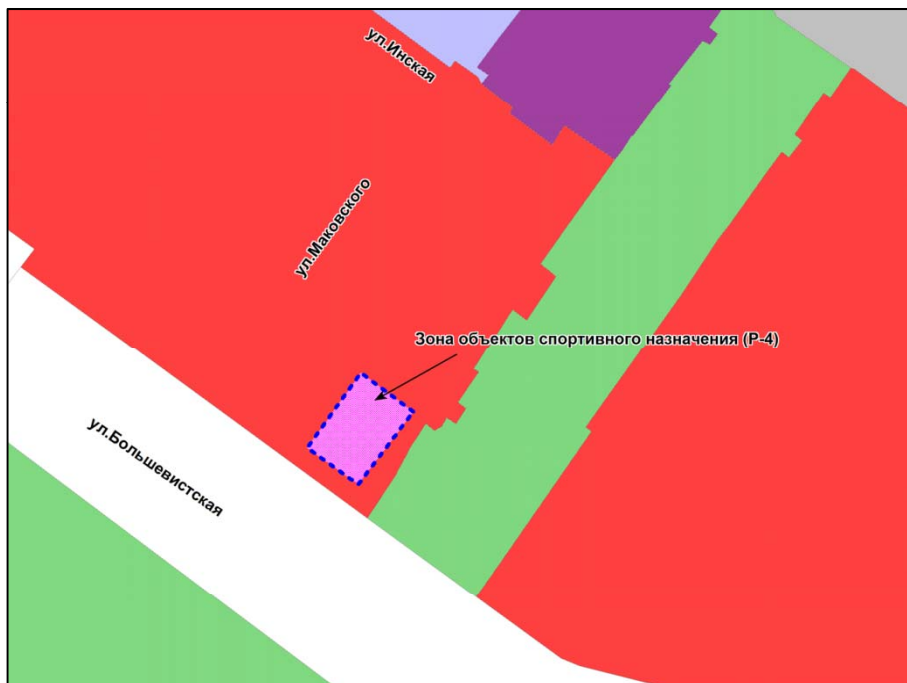 ул.Инская
ул.Маковского
Зона объектов спортивного назначения (Р-4)
ул.Большевистская